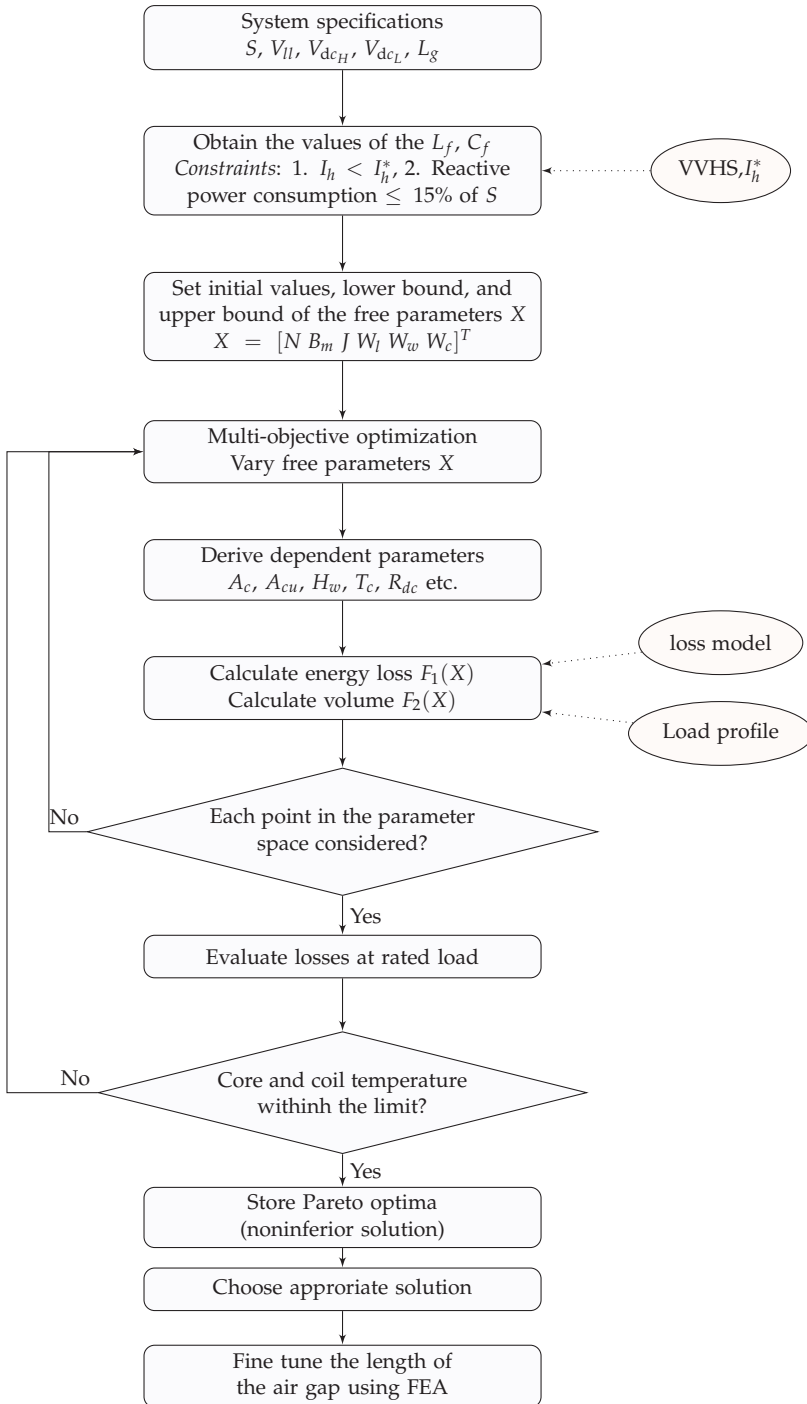 System specifications
S, V_ll, V_dc_H, V_dc_L, L_g
Obtain the values of the L_f, C_f
Constraints: 1. I_h < I_h^*, 2. Reactive
power consumption ≤ 15% of S
VVHS,I_h^*
Set initial values, lower bound, and
upper bound of the free parameters X
X = [N B_m J W_l W_w W_c]^T
Multi-objective optimization
Vary free parameters X
Derive dependent parameters
A_c, A_cu, H_w, T_c, R_dc etc.
loss model
Calculate energy loss F_1(X)
Calculate volume F_2(X)
Load profile
No
Each point in the parameter
space considered?
Yes
Evaluate losses at rated load
No
Core and coil temperature
withinh the limit?
Yes
Store Pareto optima
(noninferior solution)
Choose approriate solution
Fine tune the length of
the air gap using FEA